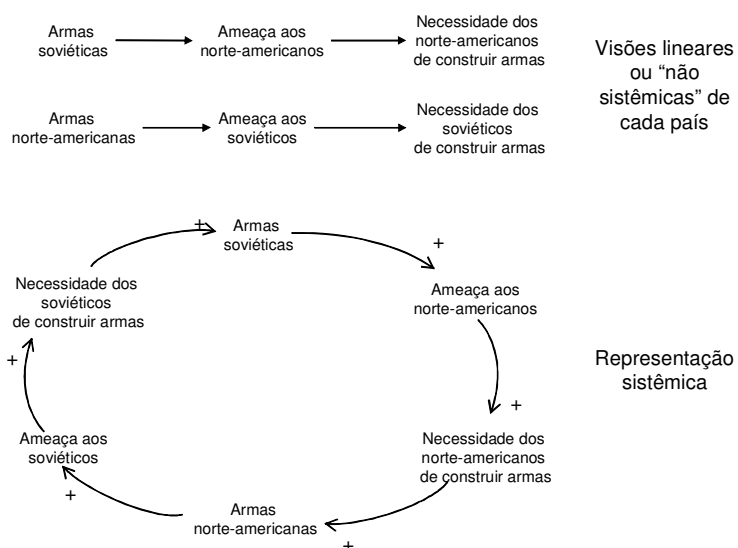 Armas
soviéticas
Ameaça aos
norte-americanos
Necessidade dos
norte-americanos
de construir armas
Armas
norte-americanas
Ameaça aos
soviéticos
Necessidade dos
soviéticos
de construir armas
Visões lineares
ou “não
sistêmicas” de
cada país
+
Armas
soviéticas
+
Ameaça aos
norte-americanos
+
Necessidade dos
norte-americanos
de construir armas
+
Armas
norte-americanas
+
Ameaça aos
soviéticos
+
Necessidade dos
soviéticos
de construir armas
Representação
sistêmica